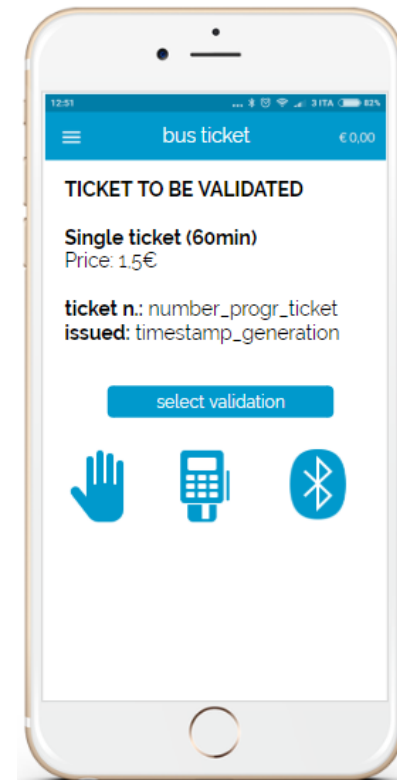 12:51 ... 3 ITA 82%
bus ticket €0,00
TICKET TO BE VALIDATED
Single ticket (60min)
Price: 1,5€
ticket n.: number_progr_ticket
issued: timestamp_generation
select validation